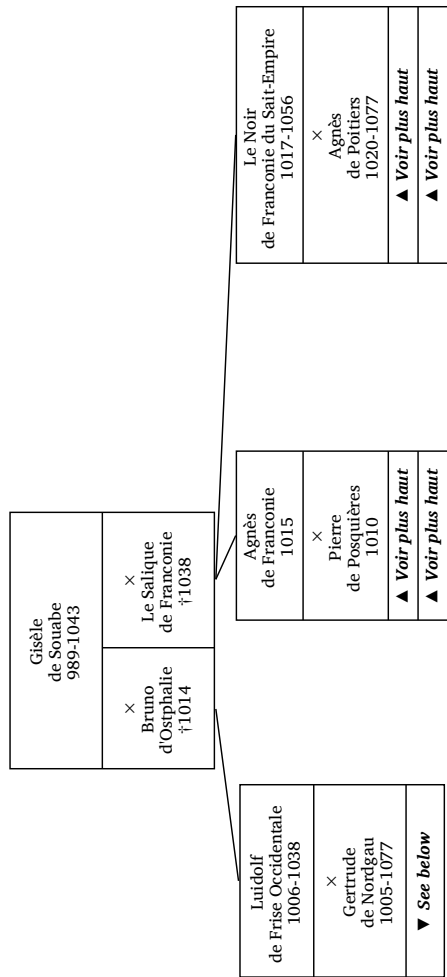 Gisèle
de Souabe
989-1043
×
Bruno
d'Ostphalie
†1014
×
Le Salique
de Franconie
†1038
Luidolf
de Frise Occidentale
1006-1038
×
Gertrude
de Nordgau
1005-1077
▼ See below
Agnès
de Franconie
1015
×
Pierre
de Posquières
1010
▲ Voir plus haut
▲ Voir plus haut
Le Noir
de Franconie du Sait-Empire
1017-1056
×
Agnès
de Poitiers
1020-1077
▲ Voir plus haut
▲ Voir plus haut